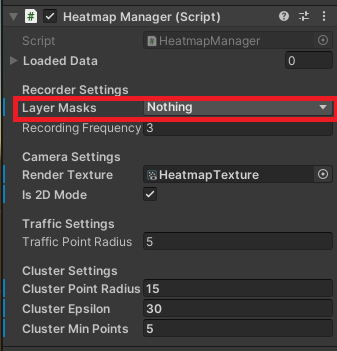 Heatmap Manager (Script)
Script HeatmapManager
Loaded Data 0
Recorder Settings
Layer Masks Nothing
Recording Frequency 3
Camera Settings
Render Texture HeatmapTexture
Is 2D Mode
Traffic Settings
Traffic Point Radius 5
Cluster Settings
Cluster Point Radius 15
Cluster Epsilon 30
Cluster Min Points 5